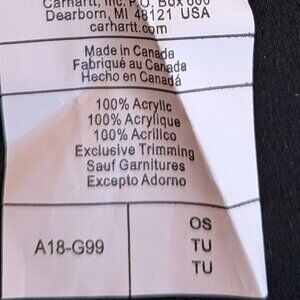 Carhartt, Inc. P.O. Box 600
Dearborn, MI 48121 USA
carhartt.com
Made in Canada
Fabriqué au Canada
Hecho en Canadá
100% Acrylic
100% Acrylique
100% Acrílico
Exclusive Trimming
Sauf Garnitures
Excepto Adorno
A18-G99
OS
TU
TU